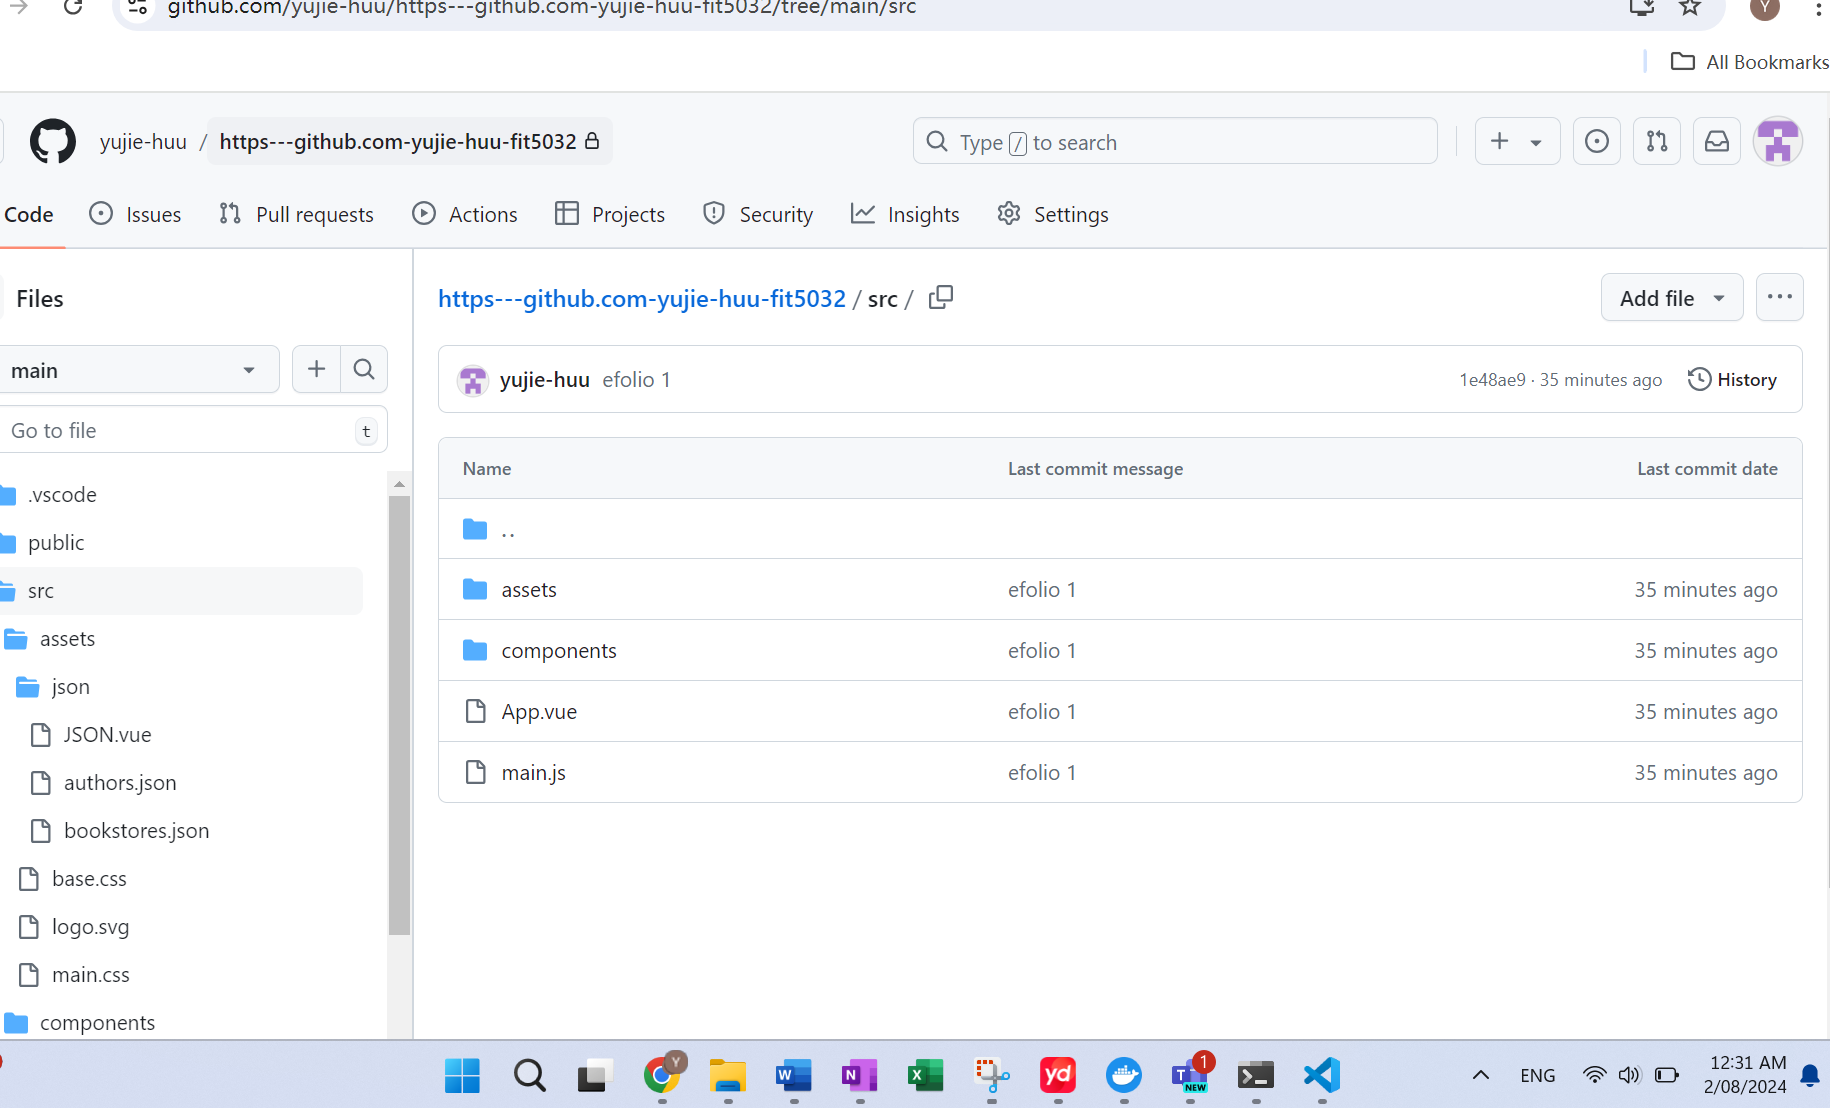 github.com/yujie-huu/https---github.com-yujie-huu-fit5032/tree/main/src
Y
All Bookmarks
yujie-huu / https---github.com-yujie-huu-fit5032
Type / to search
Code
Issues
Pull requests
Actions
Projects
Security
Insights
Settings
Files
main
Go to file
t
.vscode
public
src
assets
json
JSON.vue
authors.json
bookstores.json
base.css
logo.svg
main.css
components
https---github.com-yujie-huu-fit5032 / src /
Add file
yujie-huu efolio 1
1e48ae9 · 35 minutes ago
History
Name Last commit message Last commit date
..
assets efolio 1 35 minutes ago
components efolio 1 35 minutes ago
App.vue efolio 1 35 minutes ago
main.js efolio 1 35 minutes ago
Y
W
N
X
yd
T
NEW
1
ENG
12:31 AM
2/08/2024